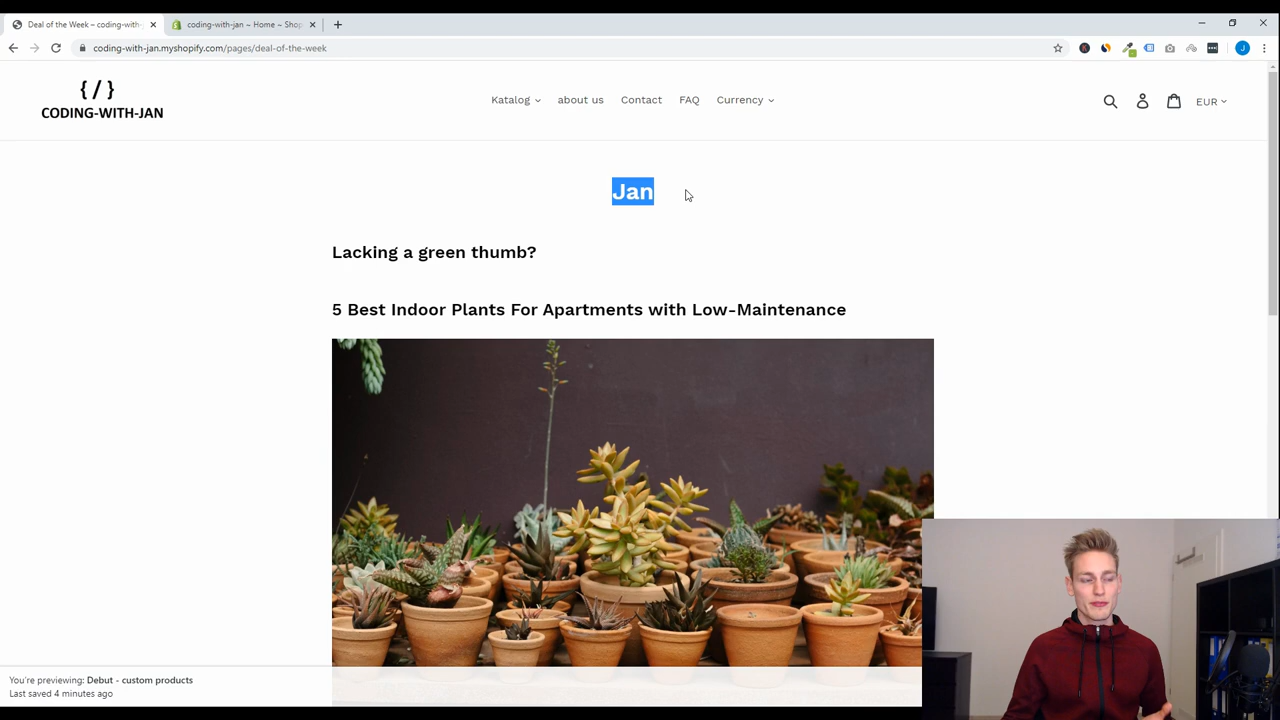 Deal of the Week – coding-with-
coding-with-jan ~ Home ~ Shop
coding-with-jan.myshopify.com/pages/deal-of-the-week
J
{/}
CODING-WITH-JAN
Katalog
about us
Contact
FAQ
Currency
EUR
Jan
Lacking a green thumb?
5 Best Indoor Plants For Apartments with Low-Maintenance
You're previewing: Debut - custom products
Last saved 4 minutes ago